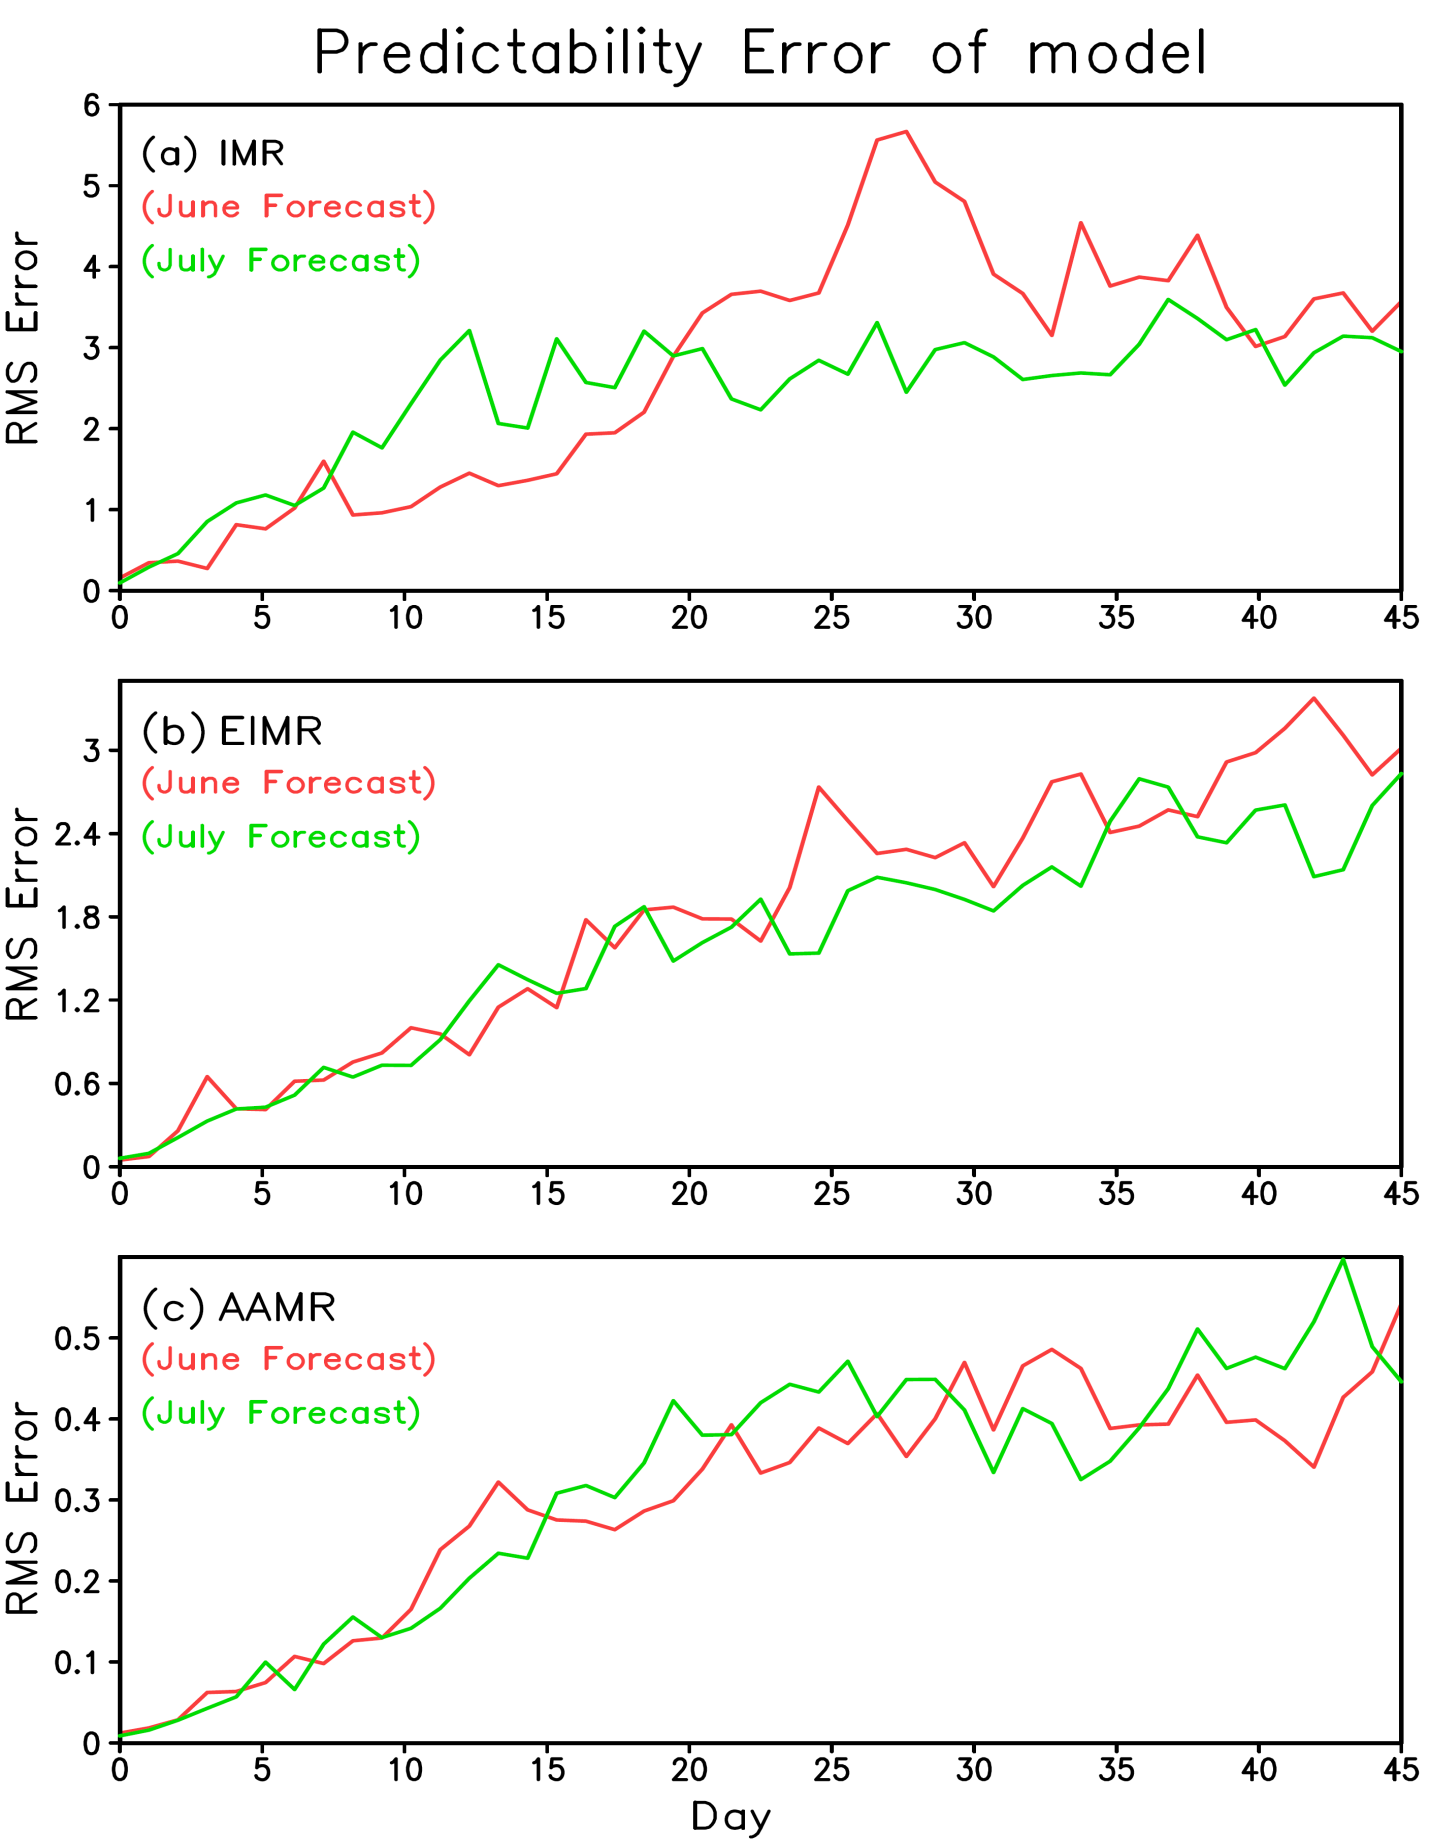 Predictability Error of model
(a) IMR
(June Forecast)
(July Forecast)
RMS Error
6
5
4
3
2
1
0
0 5 10 15 20 25 30 35 40 45
(b) EIMR
(June Forecast)
(July Forecast)
RMS Error
3
2.4
1.8
1.2
0.6
0
0 5 10 15 20 25 30 35 40 45
(c) AAMR
(June Forecast)
(July Forecast)
RMS Error
0.5
0.4
0.3
0.2
0.1
0
0 5 10 15 20 25 30 35 40 45
Day